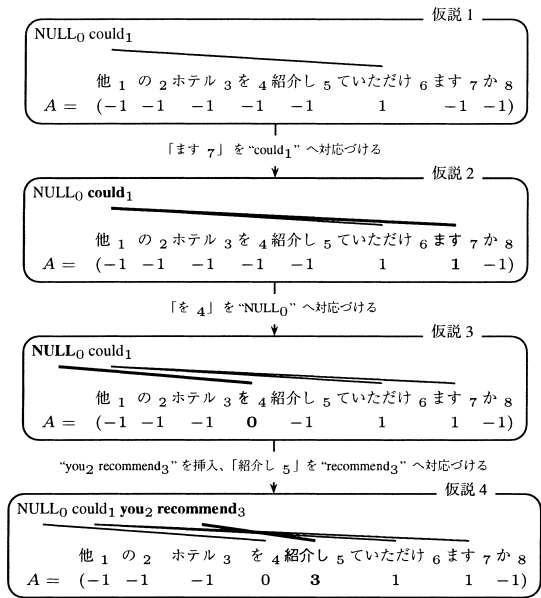 仮説 1
NULL0 could1
他 1 の 2 ホテル 3 を 4 紹介し 5 ていただけ 6 ます 7 か 8
A = (−1 −1 −1 −1 −1 1 −1 −1)
「ます 7」を “could1” へ対応づける
仮説 2
NULL0 could1
他 1 の 2 ホテル 3 を 4 紹介し 5 ていただけ 6 ます 7 か 8
A = (−1 −1 −1 −1 −1 1 1 −1)
「を 4」を “NULL0” へ対応づける
仮説 3
NULL0 could1
他 1 の 2 ホテル 3 を 4 紹介し 5 ていただけ 6 ます 7 か 8
A = (−1 −1 −1 0 −1 1 1 −1)
“you2 recommend3” を挿入、「紹介し 5」を “recommend3” へ対応づける
仮説 4
NULL0 could1 you2 recommend3
他 1 の 2 ホテル 3 を 4 紹介し 5 ていただけ 6 ます 7 か 8
A = (−1 −1 −1 0 3 1 1 −1)